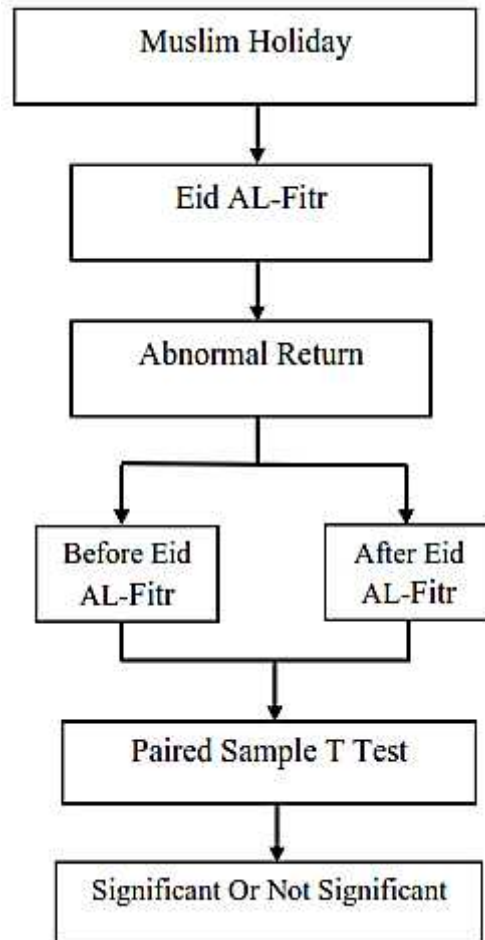 Muslim Holiday
Eid AL-Fitr
Abnormal Return
Before Eid
AL-Fitr
After Eid
AL-Fitr
Paired Sample T Test
Significant Or Not Significant